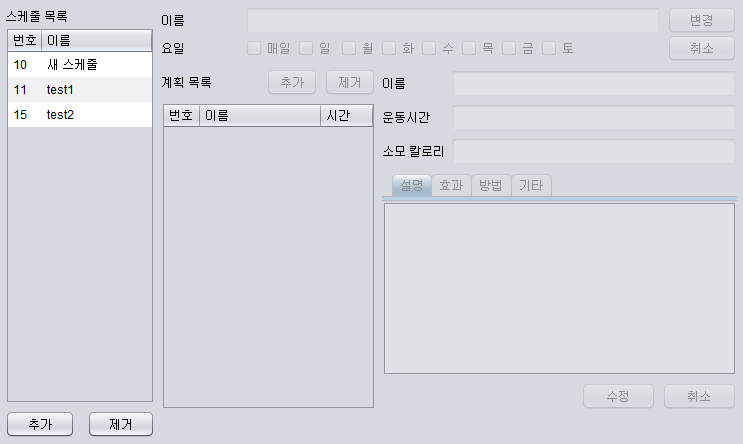 스케줄 목록
번호 이름
10 새 스케줄
11 test1
15 test2
추가 제거
이름 변경
요일 매일 일 월 화 수 목 금 토 취소
계획 목록 추가 제거
번호 이름 시간
이름
운동시간
소모 칼로리
설명 효과 방법 기타
수정 취소